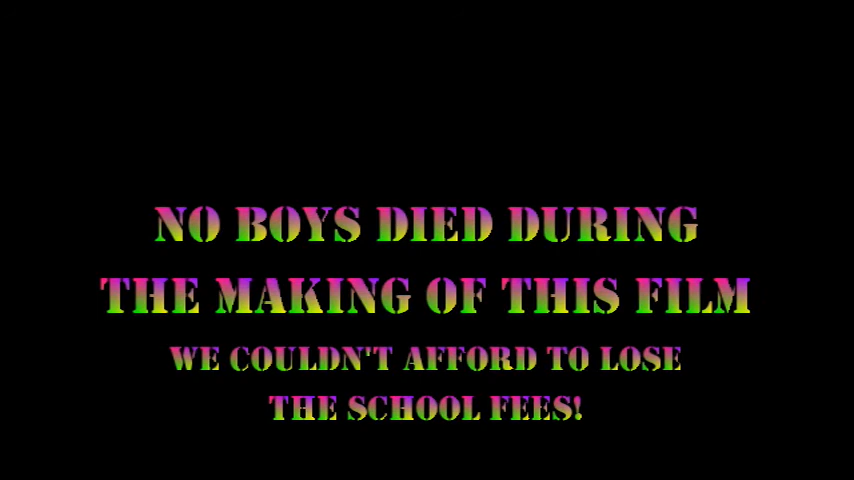 NO BOYS DIED DURING
THE MAKING OF THIS FILM
WE COULDN'T AFFORD TO LOSE
THE SCHOOL FEES!